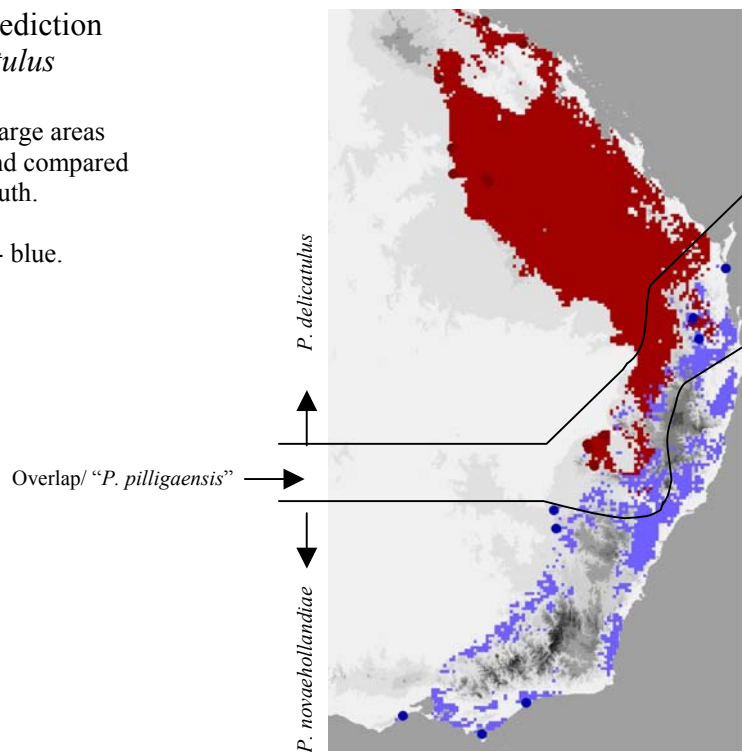 ediction
tulus
arge areas
nd compared
uth.
- blue.
P. delicatulus
Overlap/ “P. pilligaensis”
P. novaehollandiae